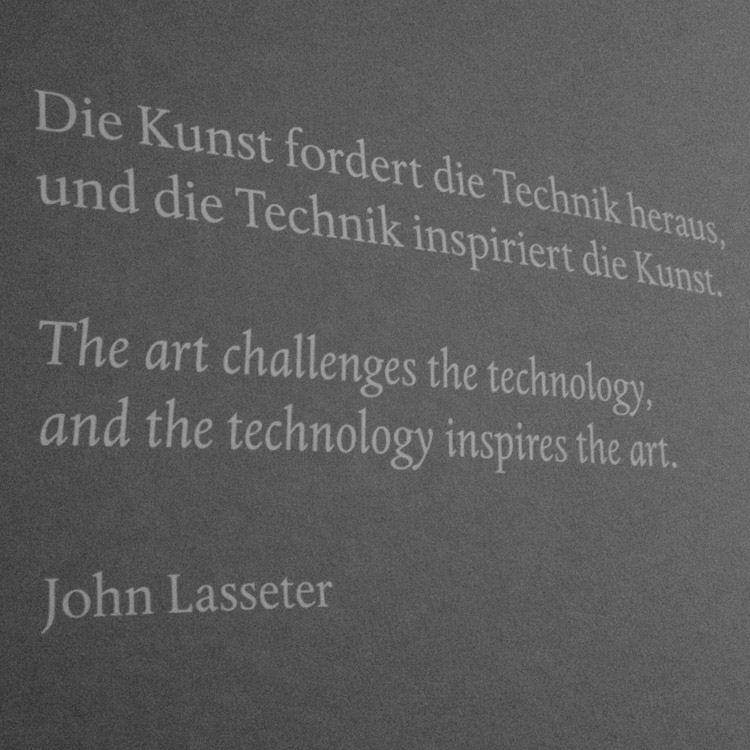 Die Kunst fordert die Technik heraus,
und die Technik inspiriert die Kunst.
The art challenges the technology,
and the technology inspires the art.
John Lasseter